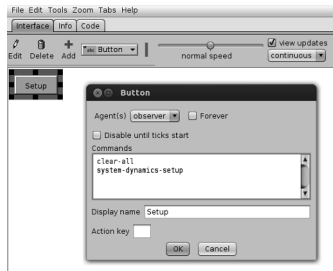 File Edit Tools Zoom Tabs Help
Interface Info Code
Edit Delete Add
abc Button
normal speed
view updates
continuous
Setup
Button
Agent(s) observer Forever
Disable until ticks start
Commands
clear-all
system-dynamics-setup
Display name Setup
Action key
OK Cancel